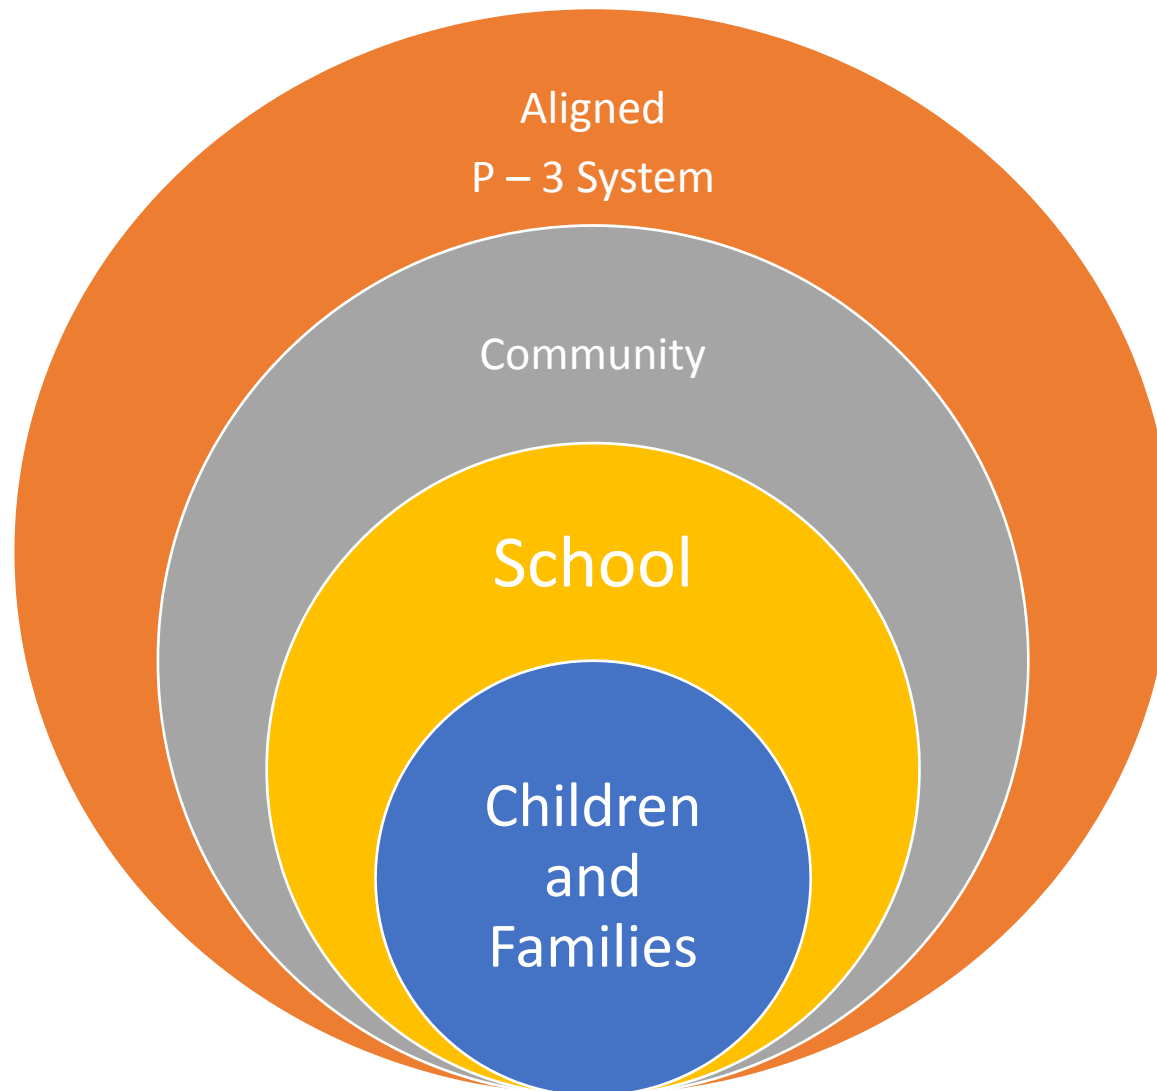 Aligned
P – 3 System
Community
School
Children
and
Families